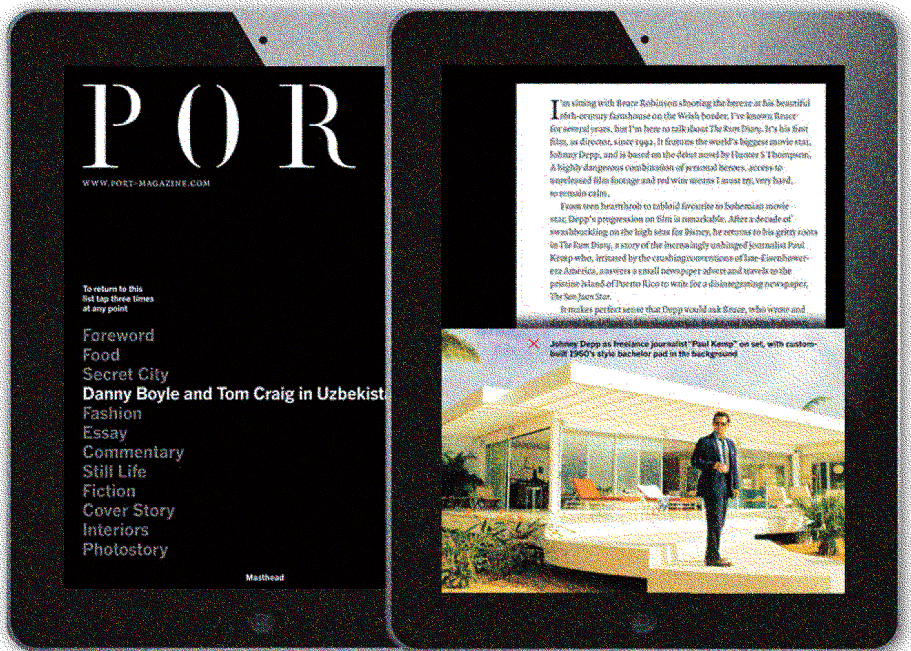 P O R
WWW.PORT-MAGAZINE.COM
To return to this
list tap three times
at any point
Foreword
Food
Secret City
Danny Boyle and Tom Craig in Uzbekist
Fashion
Essay
Commentary
Still Life
Fiction
Cover Story
Interiors
Photostory
Masthead
I'm sitting with Bruce Robinson shooting the breeze at his beautiful
16th-century farmhouse on the Welsh border. I've known Bruce
for several years, but I'm here to talk about The Rum Diary. It's his first
film, as director, since 1992. It features the world's biggest movie star,
Johnny Depp, and is based on the debut novel by Hunter S Thompson.
A highly dangerous combination of personal heroes, access to
unreleased film footage and red wine means I must try, very hard,
to remain calm.
From teen heartthrob to tabloid favourite to bohemian movie
star, Depp's progression on film is remarkable. After a decade of
swashbuckling on the high seas for Disney, he returns to his gritty roots
in The Rum Diary, a story of the increasingly unhinged journalist Paul
Kemp who, irritated by the crushing conventions of late-Eisenhower-
era America, answers a small newspaper advert and travels to the
pristine island of Puerto Rico to write for a disintegrating newspaper,
The San Juan Star.
It makes perfect sense that Depp would ask Bruce, who wrote and
Johnny Depp as freelance journalist "Paul Kemp" on set, with custom-
built 1950's style bachelor pad in the background